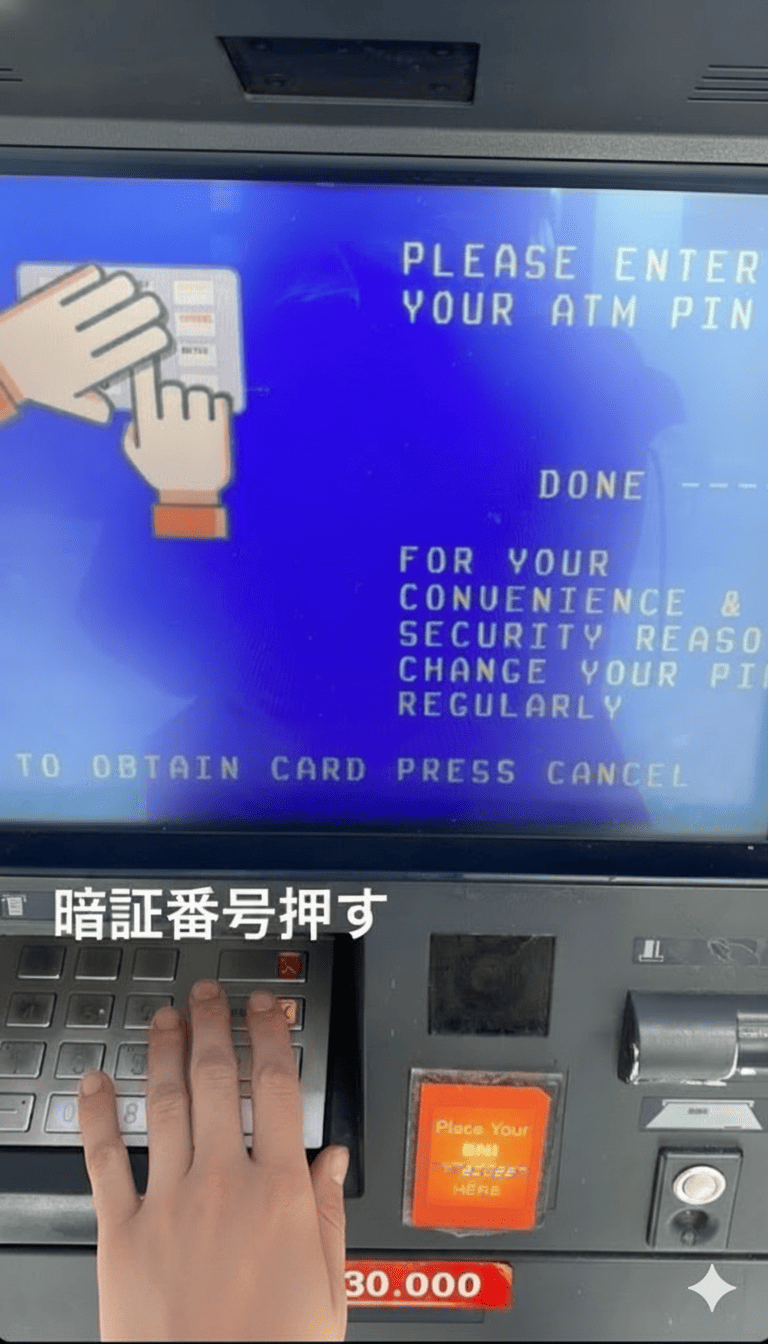 PLEASE ENTER
YOUR ATM PIN
DONE ----
FOR YOUR
CONVENIENCE &
SECURITY REASO
CHANGE YOUR PI
REGULARLY
TO OBTAIN CARD PRESS CANCEL
暗証番号押す
Place Your
BNI
HERE
30.000